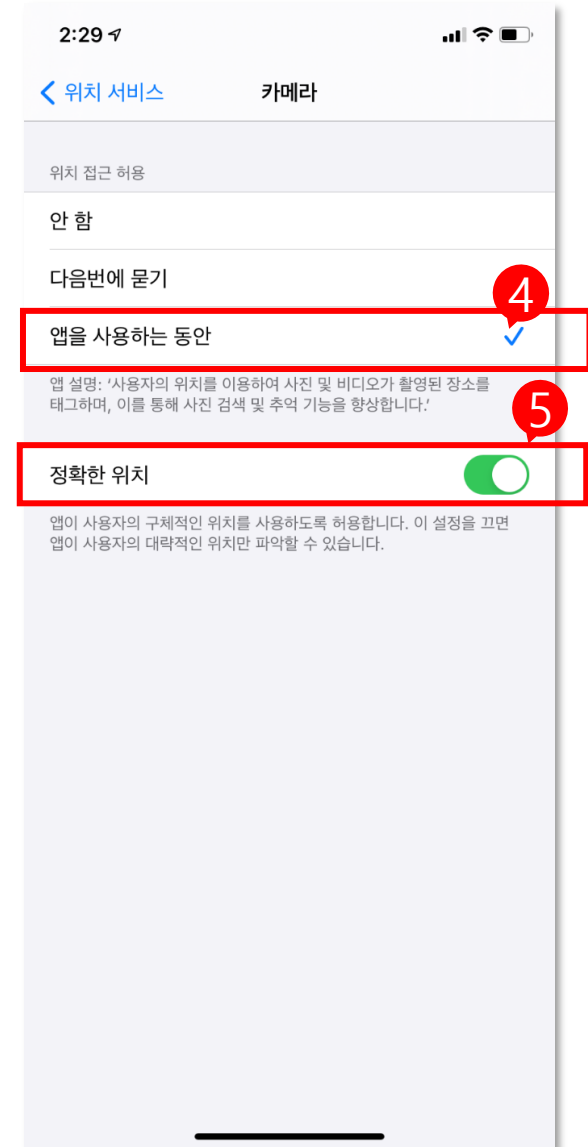 2:29
위치 서비스
카메라
위치 접근 허용
안 함
다음번에 묻기
4
앱을 사용하는 동안
앱 설명: ‘사용자의 위치를 이용하여 사진 및 비디오가 촬영된 장소를
태그하며, 이를 통해 사진 검색 및 추억 기능을 향상합니다.’
5
정확한 위치
앱이 사용자의 구체적인 위치를 사용하도록 허용합니다. 이 설정을 끄면
앱이 사용자의 대략적인 위치만 파악할 수 있습니다.